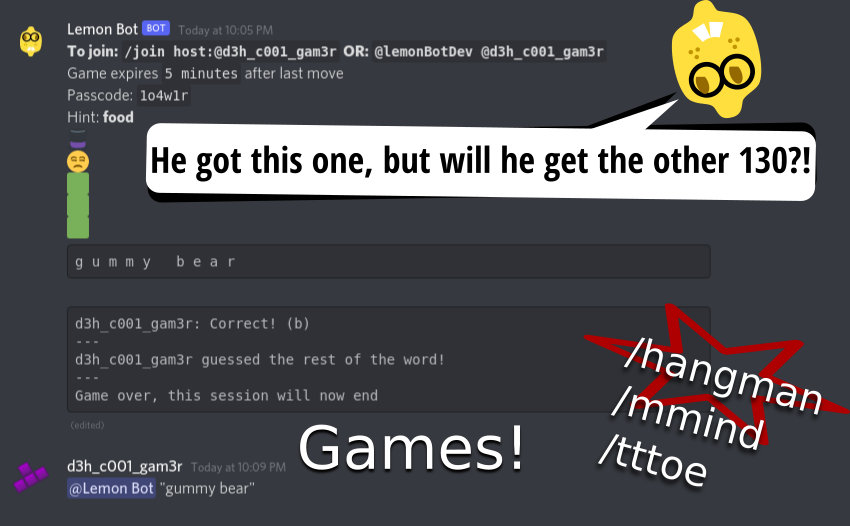 Lemon Bot BOT Today at 10:05 PM
To join: /join host:@d3h_c001_gam3r OR: @lemonBotDev @d3h_c001_gam3r
Game expires 5 minutes after last move
Passcode: 1o4w1r
Hint: food
He got this one, but will he get the other 130?!
g u m m y   b e a r
d3h_c001_gam3r: Correct! (b)
---
d3h_c001_gam3r guessed the rest of the word!
---
Game over, this session will now end
(edited)
/hangman
/mmind
/tttoe
Games!
d3h_c001_gam3r Today at 10:09 PM
@Lemon Bot "gummy bear"